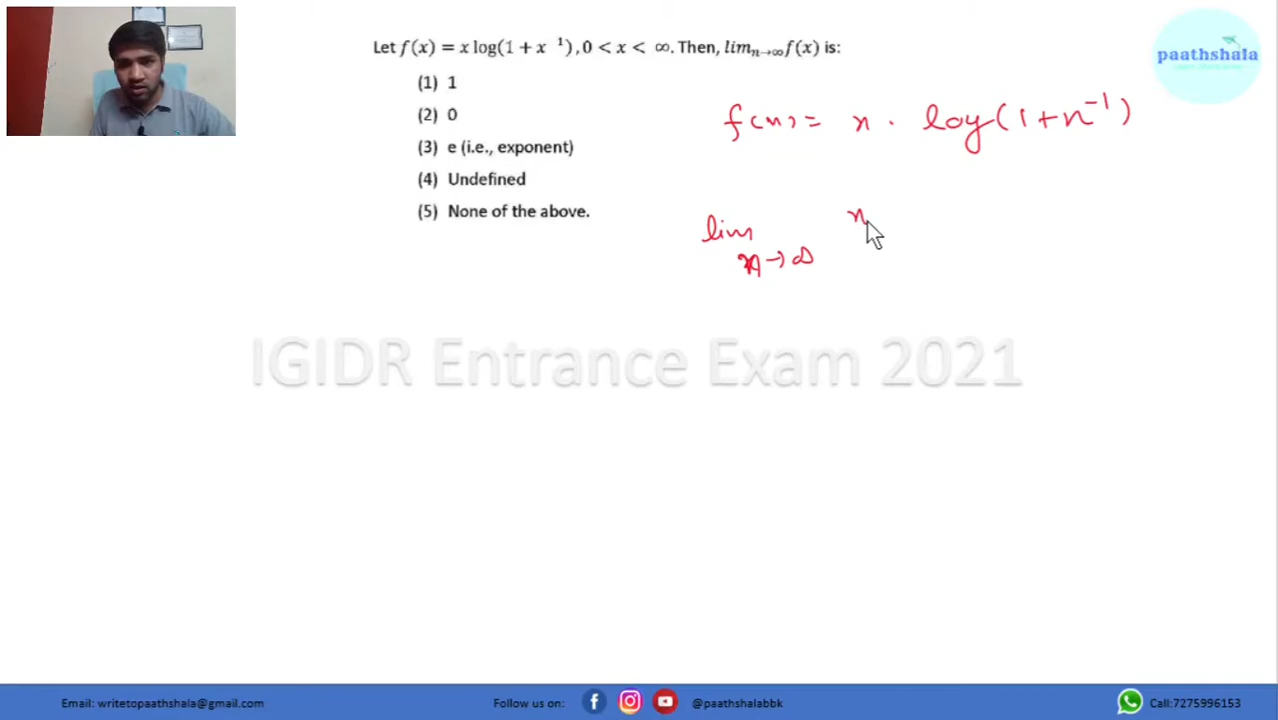 paathshala
Let f(x) = x log(1 + x ¹), 0 < x < ∞. Then, lim n→∞ f(x) is:
(1) 1
(2) 0
(3) e (i.e., exponent)
(4) Undefined
(5) None of the above.
f(x) = x . log(1+x⁻¹)
lim x
x→∞
IGIDR Entrance Exam 2021
Email: writetopaathshala@gmail.com Follow us on: @paathshalabbk Call:7275996153